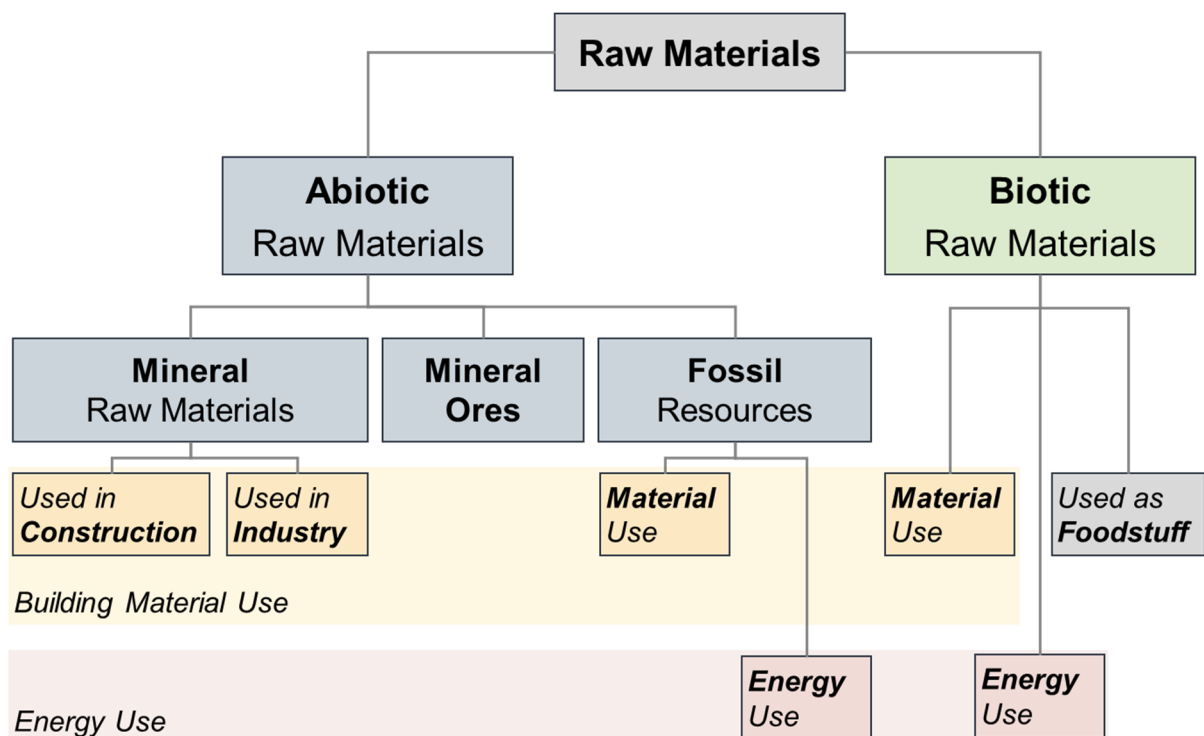 Raw Materials
Abiotic
Raw Materials
Biotic
Raw Materials
Mineral
Raw Materials
Mineral
Ores
Fossil
Resources
Used in
Construction
Used in
Industry
Material
Use
Material
Use
Used as
Foodstuff
Building Material Use
Energy
Use
Energy
Use
Energy Use